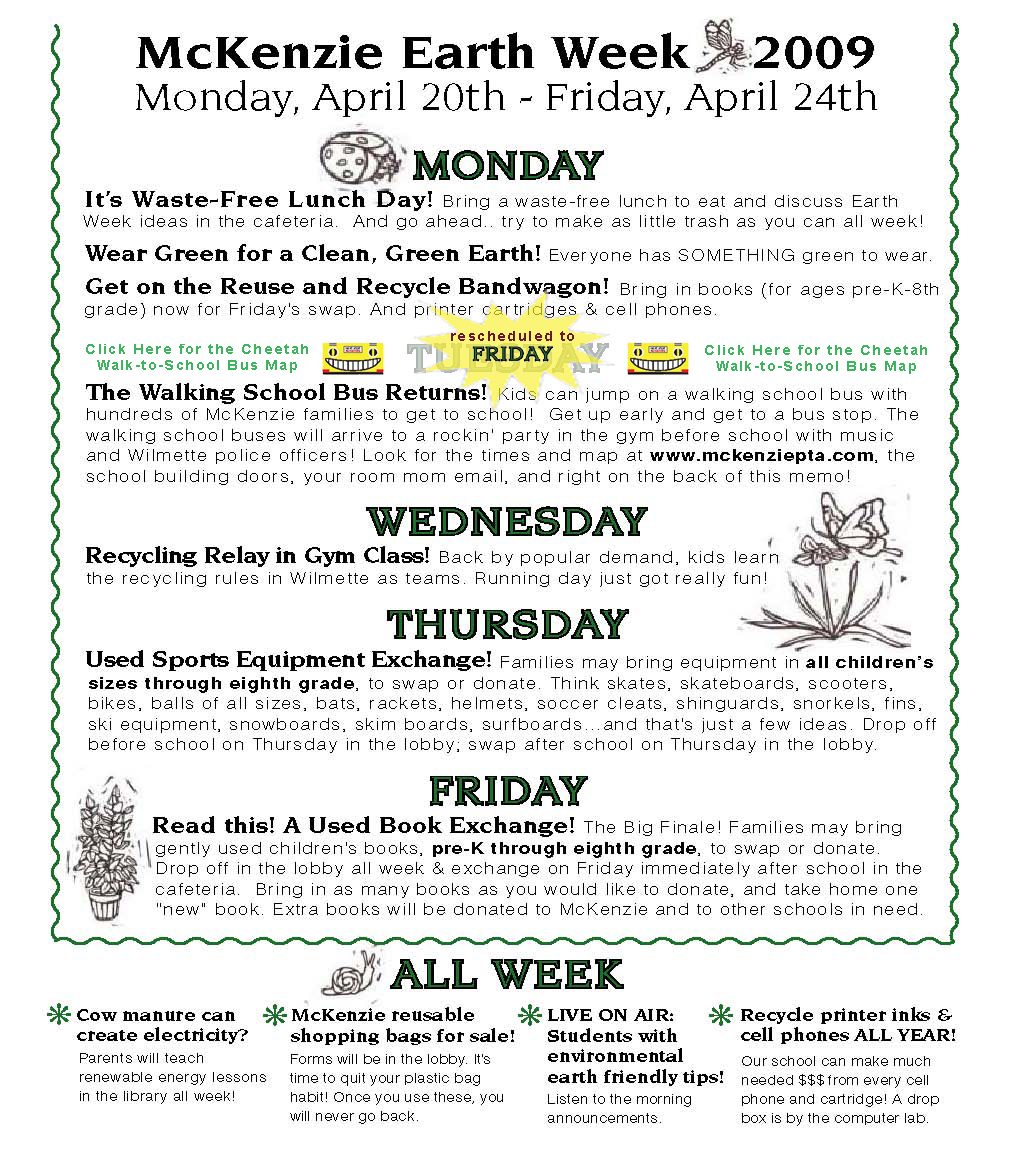 McKenzie Earth Week 2009
Monday, April 20th - Friday, April 24th
MONDAY
It's Waste-Free Lunch Day! Bring a waste-free lunch to eat and discuss Earth
Week ideas in the cafeteria. And go ahead.. try to make as little trash as you can all week!
Wear Green for a Clean, Green Earth! Everyone has SOMETHING green to wear.
Get on the Reuse and Recycle Bandwagon! Bring in books (for ages pre-K-8th
grade) now for Friday's swap. And printer cartridges & cell phones.
Click Here for the Cheetah
Walk-to-School Bus Map
TUESDAY
rescheduled to
FRIDAY
Click Here for the Cheetah
Walk-to-School Bus Map
The Walking School Bus Returns! Kids can jump on a walking school bus with
hundreds of McKenzie families to get to school! Get up early and get to a bus stop. The
walking school buses will arrive to a rockin' party in the gym before school with music
and Wilmette police officers! Look for the times and map at www.mckenziepta.com, the
school building doors, your room mom email, and right on the back of this memo!
WEDNESDAY
Recycling Relay in Gym Class! Back by popular demand, kids learn
the recycling rules in Wilmette as teams. Running day just got really fun!
THURSDAY
Used Sports Equipment Exchange! Families may bring equipment in all children's
sizes through eighth grade, to swap or donate. Think skates, skateboards, scooters,
bikes, balls of all sizes, bats, rackets, helmets, soccer cleats, shinguards, snorkels, fins,
ski equipment, snowboards, skim boards, surfboards...and that's just a few ideas. Drop off
before school on Thursday in the lobby; swap after school on Thursday in the lobby.
FRIDAY
Read this! A Used Book Exchange! The Big Finale! Families may bring
gently used children's books, pre-K through eighth grade, to swap or donate.
Drop off in the lobby all week & exchange on Friday immediately after school in the
cafeteria. Bring in as many books as you would like to donate, and take home one
"new" book. Extra books will be donated to McKenzie and to other schools in need.
ALL WEEK
Cow manure can
create electricity?
Parents will teach
renewable energy lessons
in the library all week!
McKenzie reusable
shopping bags for sale!
Forms will be in the lobby. It's
time to quit your plastic bag
habit! Once you use these, you
will never go back.
LIVE ON AIR:
Students with
environmental
earth friendly tips!
Listen to the morning
announcements.
Recycle printer inks &
cell phones ALL YEAR!
Our school can make much
needed $$$ from every cell
phone and cartridge! A drop
box is by the computer lab.